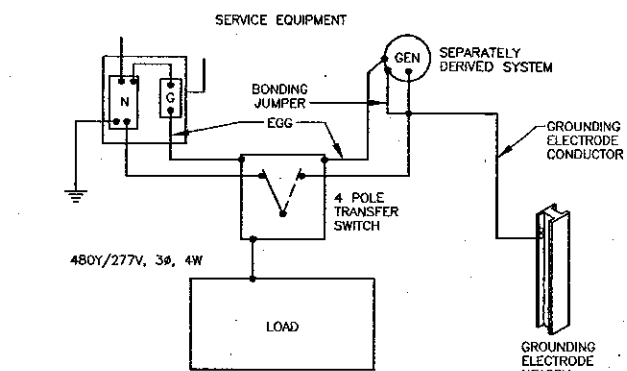 SERVICE EQUIPMENT
GEN
SEPARATELY
DERIVED SYSTEM
N
G
BONDING
JUMPER
EGG
GROUNDING
ELECTRODE
CONDUCTOR
4 POLE
TRANSFER
SWITCH
480Y/277V, 3ø, 4W
LOAD
GROUNDING
ELECTRODE